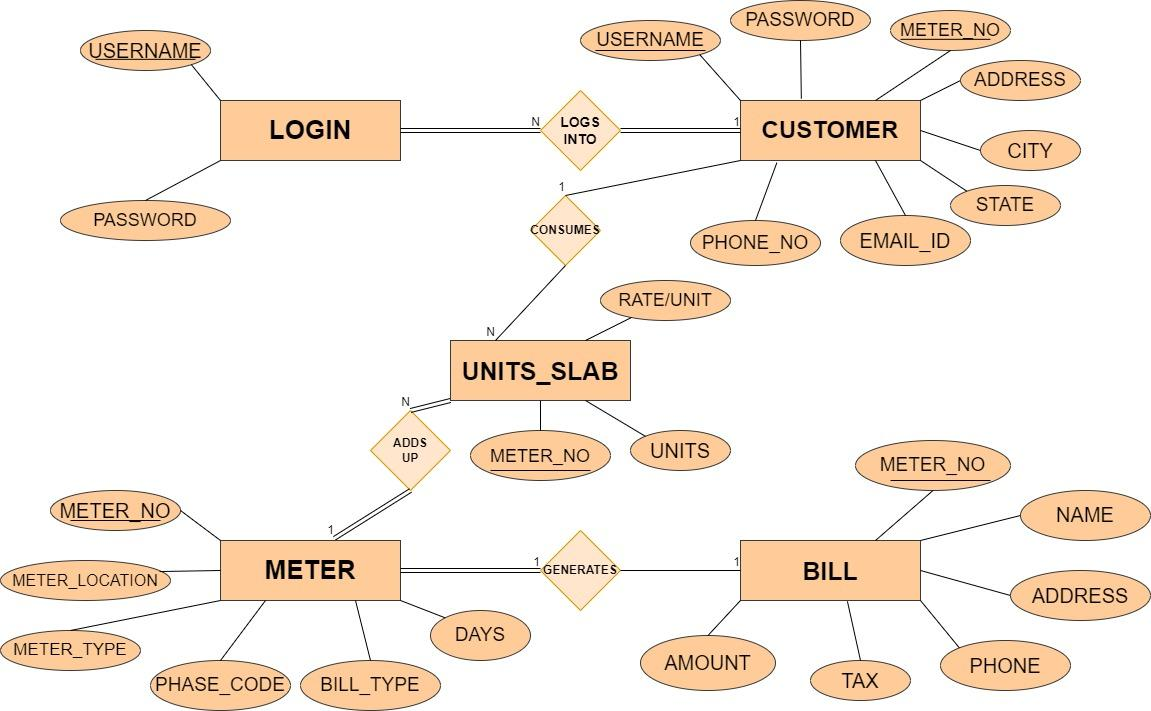 PASSWORD
METER_NO
USERNAME
USERNAME
ADDRESS
LOGIN
N
LOGS
INTO
1
CUSTOMER
CITY
1
STATE
PASSWORD
CONSUMES
PHONE_NO
EMAIL_ID
RATE/UNIT
N
UNITS_SLAB
N
ADDS
UP
METER_NO
UNITS
METER_NO
METER_NO
NAME
1
METER_LOCATION
METER
1
GENERATES
1
BILL
ADDRESS
METER_TYPE
DAYS
AMOUNT
PHONE
PHASE_CODE
BILL_TYPE
TAX